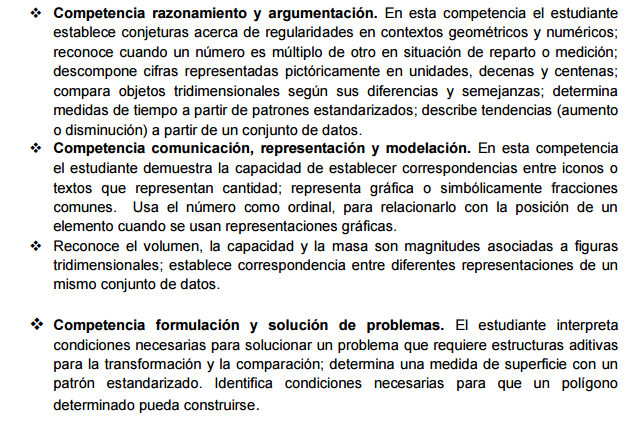 ❖ Competencia razonamiento y argumentación. En esta competencia el estudiante
establece conjeturas acerca de regularidades en contextos geométricos y numéricos;
reconoce cuando un número es múltiplo de otro en situación de reparto o medición;
descompone cifras representadas pictóricamente en unidades, decenas y centenas;
compara objetos tridimensionales según sus diferencias y semejanzas; determina
medidas de tiempo a partir de patrones estandarizados; describe tendencias (aumento
o disminución) a partir de un conjunto de datos.
❖ Competencia comunicación, representación y modelación. En esta competencia
el estudiante demuestra la capacidad de establecer correspondencias entre iconos o
textos que representan cantidad; representa gráfica o simbólicamente fracciones
comunes. Usa el número como ordinal, para relacionarlo con la posición de un
elemento cuando se usan representaciones gráficas.
❖ Reconoce el volumen, la capacidad y la masa son magnitudes asociadas a figuras
tridimensionales; establece correspondencia entre diferentes representaciones de un
mismo conjunto de datos.
❖ Competencia formulación y solución de problemas. El estudiante interpreta
condiciones necesarias para solucionar un problema que requiere estructuras aditivas
para la transformación y la comparación; determina una medida de superficie con un
patrón estandarizado. Identifica condiciones necesarias para que un polígono
determinado pueda construirse.